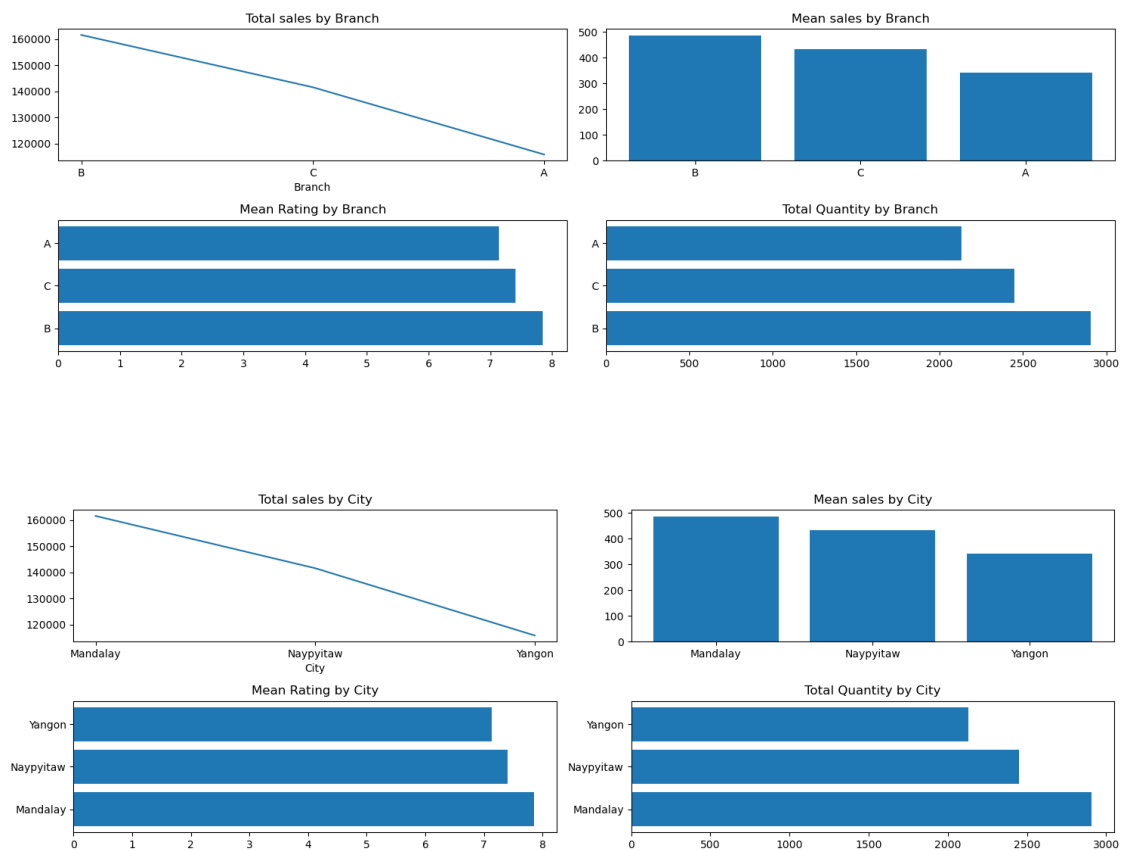 Total sales by Branch
160000
150000
140000
130000
120000
B C A
Branch
Mean sales by Branch
500
400
300
200
100
0
B C A
Mean Rating by Branch
A
C
B
0 1 2 3 4 5 6 7 8
Total Quantity by Branch
A
C
B
0 500 1000 1500 2000 2500 3000
Total sales by City
160000
150000
140000
130000
120000
Mandalay Naypyitaw Yangon
City
Mean sales by City
500
400
300
200
100
0
Mandalay Naypyitaw Yangon
Mean Rating by City
Yangon
Naypyitaw
Mandalay
0 1 2 3 4 5 6 7 8
Total Quantity by City
Yangon
Naypyitaw
Mandalay
0 500 1000 1500 2000 2500 3000